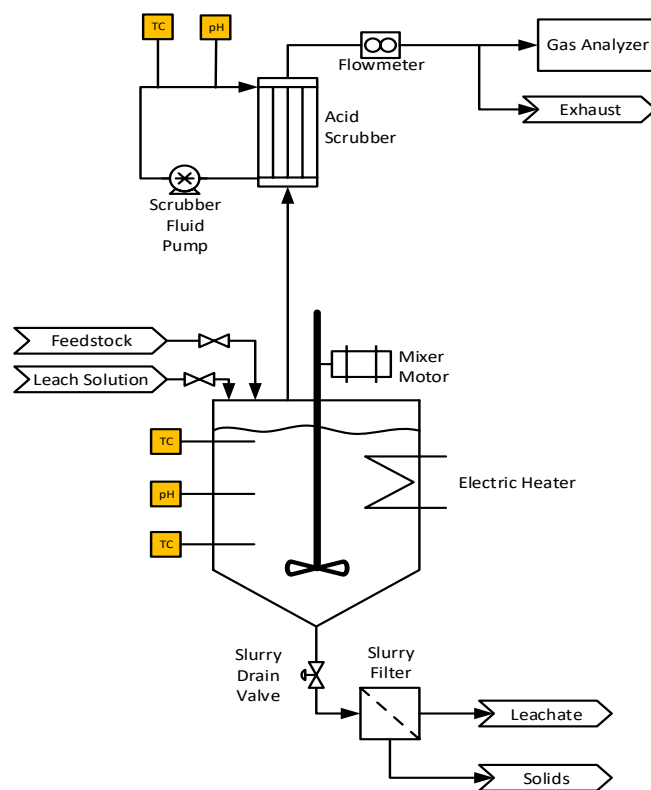 TC
pH
Flowmeter
Gas Analyzer
Exhaust
Acid
Scrubber
Scrubber
Fluid
Pump
Feedstock
Leach Solution
Mixer
Motor
TC
pH
TC
Electric Heater
Slurry
Drain
Valve
Slurry
Filter
Leachate
Solids